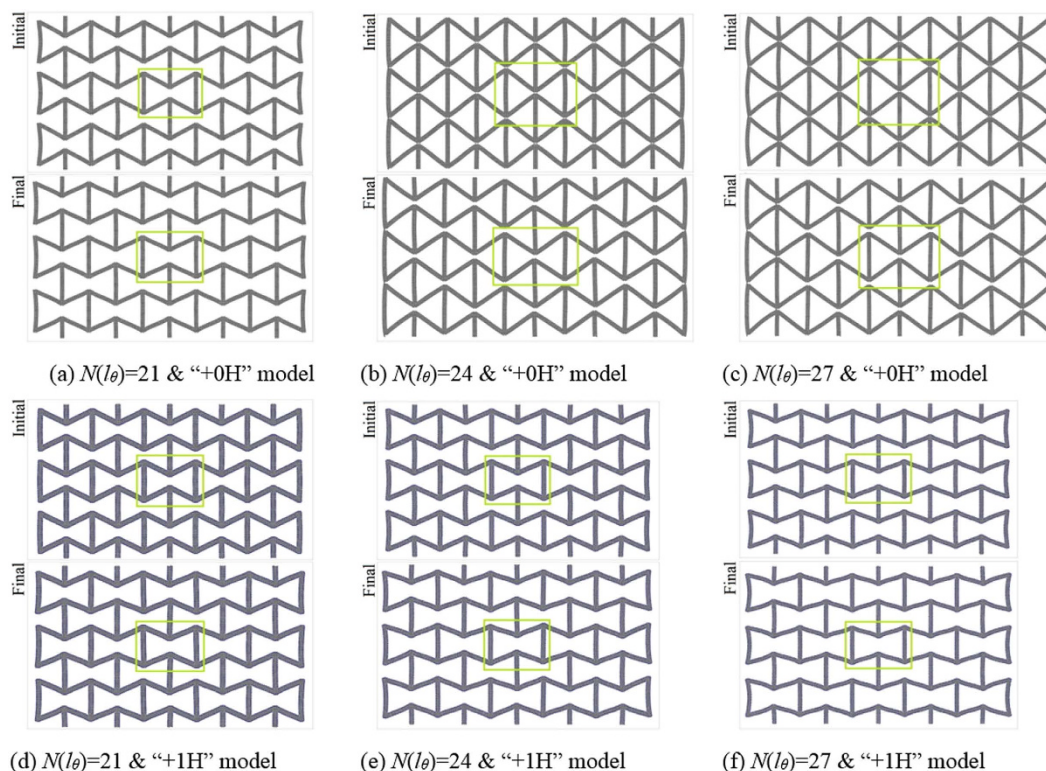 Initial
Initial
Initial
Final
Final
Final
(a) N(lθ)=21 & “+0H” model
(b) N(lθ)=24 & “+0H” model
(c) N(lθ)=27 & “+0H” model
Initial
Initial
Initial
Final
Final
Final
(d) N(lθ)=21 & “+1H” model
(e) N(lθ)=24 & “+1H” model
(f) N(lθ)=27 & “+1H” model